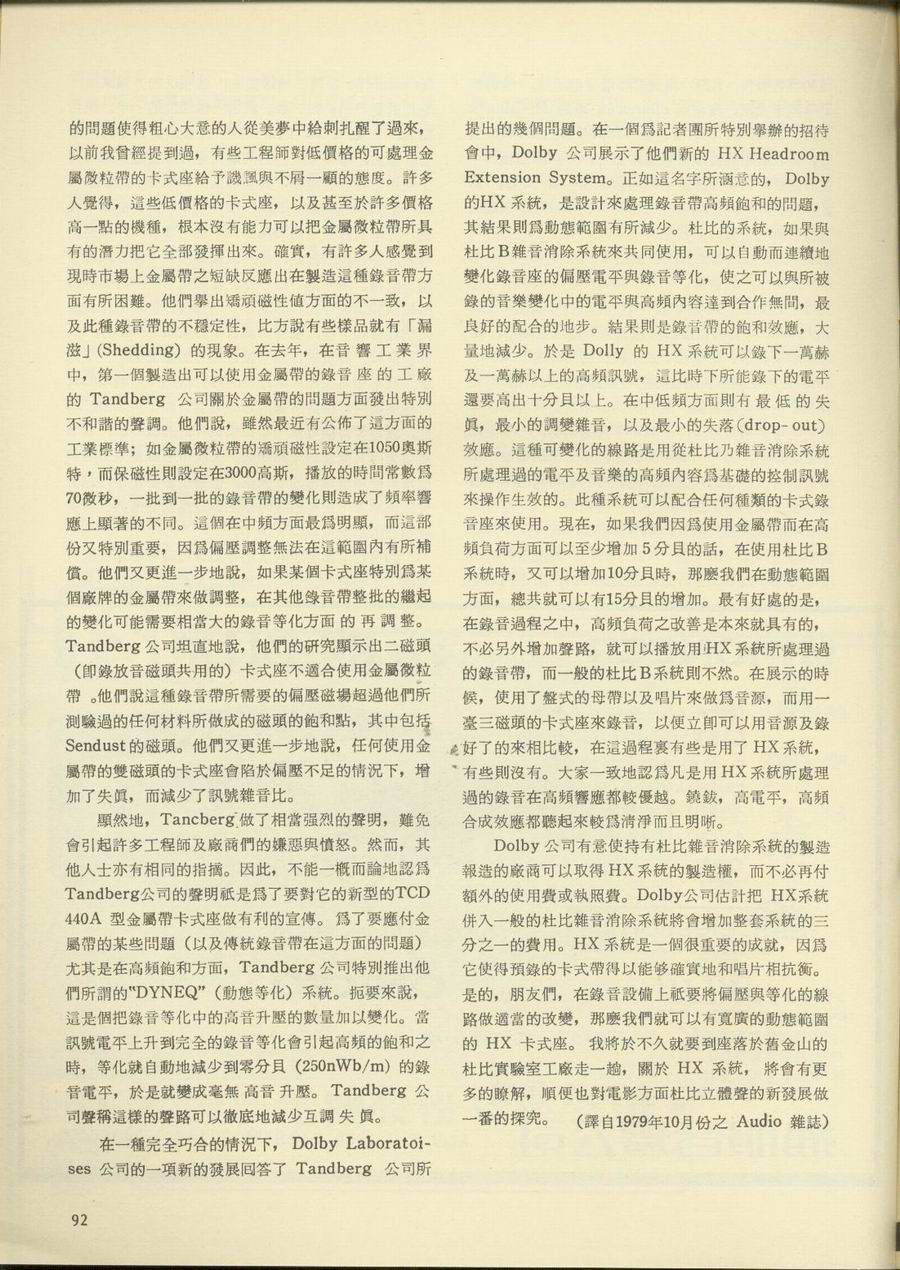 的問題使得粗心大意的人從美夢中給刺扎醒了過來，
以前我曾經提到過，有些工程師對低價格的可處理金
屬微粒帶的卡式座給予譏諷與不屑一顧的態度。許多
人覺得，這些低價格的卡式座，以及甚至於許多價格
高一點的機種，根本沒有能力可以把金屬微粒帶所具
有的潛力把它全部發揮出來。確實，有許多人感覺到
現時市場上金屬帶之短缺反應出在製造這種錄音帶方
面有所困難。他們舉出矯頑磁性值方面的不一致，以
及此種錄音帶的不穩定性，比方說有些樣品就有「漏
滋」(Shedding) 的現象。在去年，在音響工業界
中，第一個製造出可以使用金屬帶的錄音座的工廠
的 Tandberg 公司關於金屬帶的問題方面發出特別
不和諧的聲調。他們說，雖然最近有公佈了這方面的
工業標準；如金屬微粒帶的矯頑磁性設定在1050奥斯
特，而保磁性則設定在3000高斯，播放的時間常數爲
70微秒，一批到一批的錄音帶的變化則造成了頻率響
應上顯著的不同。這個在中頻方面最爲明顯，而這部
份又特別重要，因爲偏壓調整無法在這範圍內有所補
償。他們又更進一步地說，如果某個卡式座特別爲某
個廠牌的金屬帶來做調整，在其他錄音帶整批的繼起
的變化可能需要相當大的錄音等化方面的再調整。
Tandberg 公司坦直地說，他們的研究顯示出二磁頭
（卽錄放音磁頭共用的）卡式座不適合使用金屬微粒
帶 。他們說這種錄音帶所需要的偏壓磁場超過他們所
測驗過的任何材料所做成的磁頭的飽和點，其中包括
Sendust的磁頭。他們又更進一步地說，任何使用金
屬帶的雙磁頭的卡式座會陷於偏壓不足的情況下，增
加了失眞，而減少了訊號雜音比。
顯然地，Tancberg 做了相當强烈的聲明，難免
會引起許多工程師及廠商們的嫌惡與憤怒。然而，其
他人士亦有相同的指摘。因此，不能一概而論地認爲
Tandberg公司的聲明祇是爲了要對它的新型的TCD
440A 型金屬帶卡式座做有利的宣傳。爲了要應付金
屬帶的某些問題（以及傳統錄音帶在這方面的問題）
尤其是在高頻飽和方面，Tandberg 公司特別推出他
們所謂的"DYNEQ"（動態等化）系統。扼要來說，
這是個把錄音等化中的高音升壓的數量加以變化。當
訊號電平上升到完全的錄音等化會引起高頻的飽和之
時，等化就自動地減少到零分貝 (250nWb/m) 的錄
音電平，於是就變成毫無高音升壓。 Tandberg 公
司聲稱這樣的聲路可以徹底地減少互調失眞。
在一種完全巧合的情況下， Dolby Laboratoi-
ses 公司的一項新的發展回答了 Tandberg 公司所
提出的幾個問題。在一個爲記者團所特別舉辦的招待
會中，Dolby 公司展示了他們新的 HX Headroom
Extension System。正如這名字所涵意的， Dolby
的HX 系統，是設計來處理錄音帶高頻飽和的問題，
其結果則爲動態範圍有所減少。杜比的系統，如果與
杜比B雜音消除系統來共同使用，可以自動而連續地
變化錄音座的偏壓電平與錄音等化，使之可以與所被
錄的音樂變化中的電平與高頻內容達到合作無間，最
良好的配合的地步。結果則是錄音帶的飽和效應，大
量地減少。於是 Dolly 的 HX 系統可以錄下一萬赫
及一萬赫以上的高頻訊號，這比時下所能錄下的電平
還要高出十分貝以上。在中低頻方面則有最低的失
眞，最小的調變雜音，以及最小的失落(drop-out)
效應。這種可變化的線路是用從杜比乃雜音消除系統
所處理過的電平及音樂的高頻內容爲基礎的控制訊號
來操作生效的。此種系統可以配合任何種類的卡式錄
音座來使用。現在，如果我們因爲使用金屬帶而在高
頻負荷方面可以至少增加 5 分貝的話，在使用杜比B
系統時，又可以增加10分貝時，那麽我們在動態範圍
方面，總共就可以有15分貝的增加。最有好處的是，
在錄音過程之中，高頻負荷之改善是本來就具有的，
不必另外增加聲路，就可以播放用HX系統所處理過
的錄音帶，而一般的杜比B系統則不然。在展示的時
候，使用了盤式的母帶以及唱片來做爲音源，而用一
臺三磁頭的卡式座來錄音，以便立卽可以用音源及錄
好了的來相比較，在這過程裏有些是用了 HX 系統，
有些則沒有。大家一致地認爲凡是用 HX 系統所處理
過的錄音在高頻響應都較優越。鐃鈸，高電平，高頻
合成效應都聽起來較爲淸淨而且明晰。
Dolby 公司有意使持有杜比雜音消除系統的製造
報造的廠商可以取得 HX 系統的製造權，而不必再付
額外的使用費或執照費。Dolby公司估計把 HX系統
併入一般的杜比雜音消除系統將會增加整套系統的三
分之一的費用。HX 系統是一個很重要的成就，因爲
它使得預錄的卡式帶得以能够確實地和唱片相抗衡。
是的，朋友們，在錄音設備上祇要將偏壓與等化的線
路做適當的改變，那麽我們就可以有寬廣的動態範圍
的 HX 卡式座。 我將於不久就要到座落於舊金山的
杜比實驗室工廠走一趟，關於 HX 系統， 將會有更
多的瞭解，順便也對電影方面杜比立體聲的新發展做
一番的探究。 （譯自1979年10月份之 Audio 雜誌）
92